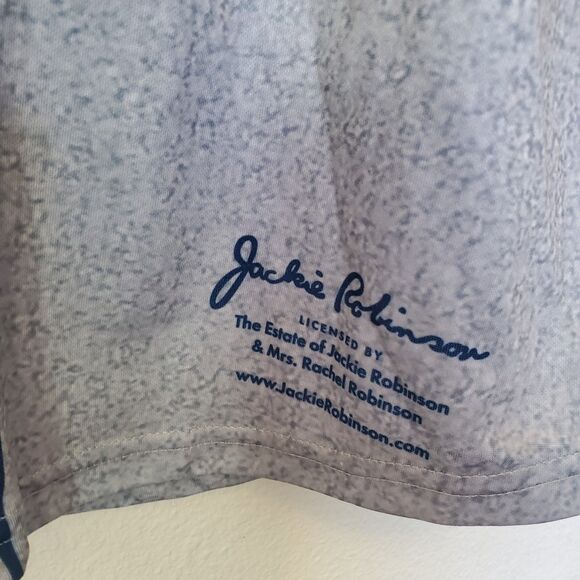 Jackie Robinson
LICENSED BY
The Estate of Jackie Robinson
& Mrs. Rachel Robinson
www.JackieRobinson.com